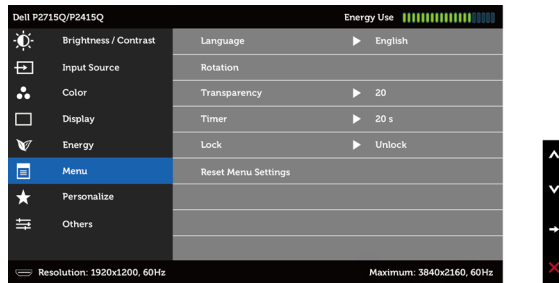 Dell P2715Q/P2415Q Energy Use
Brightness / Contrast Language English
Input Source Rotation
Color Transparency 20
Display Timer 20 s
Energy Lock Unlock
Menu Reset Menu Settings
Personalize
Others
Resolution: 1920x1200, 60Hz Maximum: 3840x2160, 60Hz